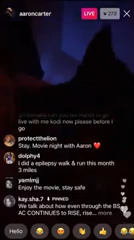 aaroncarter
LIVE
273
live with me kodi now please before i
go
protectthelion
Stay. Movie night with Aaron ❤️
dolphy4
I did a epilepsy walk & run this month
3 miles
yamlmjj
Enjoy the movie, stay safe
kay.sha.7 PINNED
We talk about how even through the BS,
AC CONTINUES to RISE, rise... more
Hello